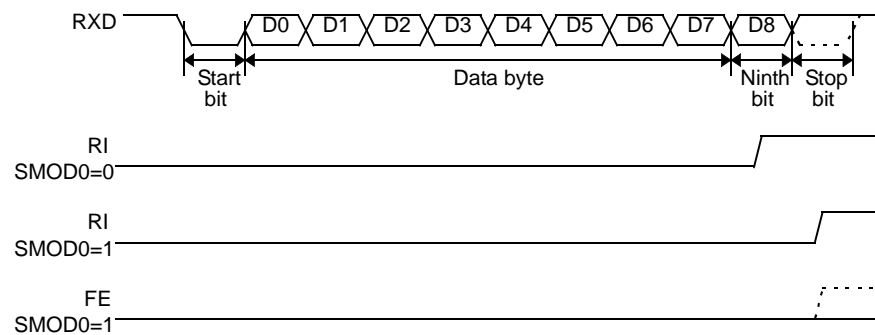 RXD D0 D1 D2 D3 D4 D5 D6 D7 D8
Start Data byte Ninth Stop
bit bit bit
RI
SMOD0=0
RI
SMOD0=1
FE
SMOD0=1